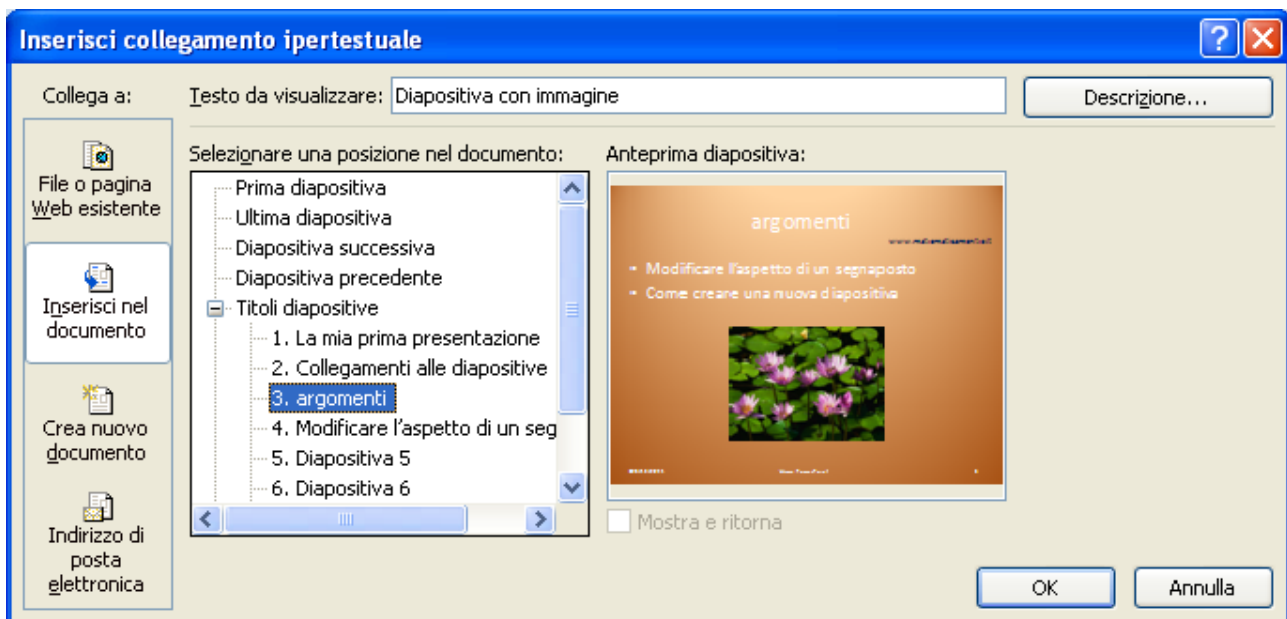 Inserisci collegamento ipertestuale
Collega a:
Testo da visualizzare: Diapositiva con immagine
Descrizione...
File o pagina
Web esistente
Inserisci nel
documento
Crea nuovo
documento
Indirizzo di
posta
elettronica
Selezionare una posizione nel documento:
Prima diapositiva
Ultima diapositiva
Diapositiva successiva
Diapositiva precedente
Titoli diapositive
1. La mia prima presentazione
2. Collegamenti alle diapositive
3. argomenti
4. Modificare l'aspetto di un seg
5. Diapositiva 5
6. Diapositiva 6
Anteprima diapositiva:
argomenti
Modificare l'aspetto di un segnaposto
Come creare una nuova diapositiva
Mostra e ritorna
OK
Annulla